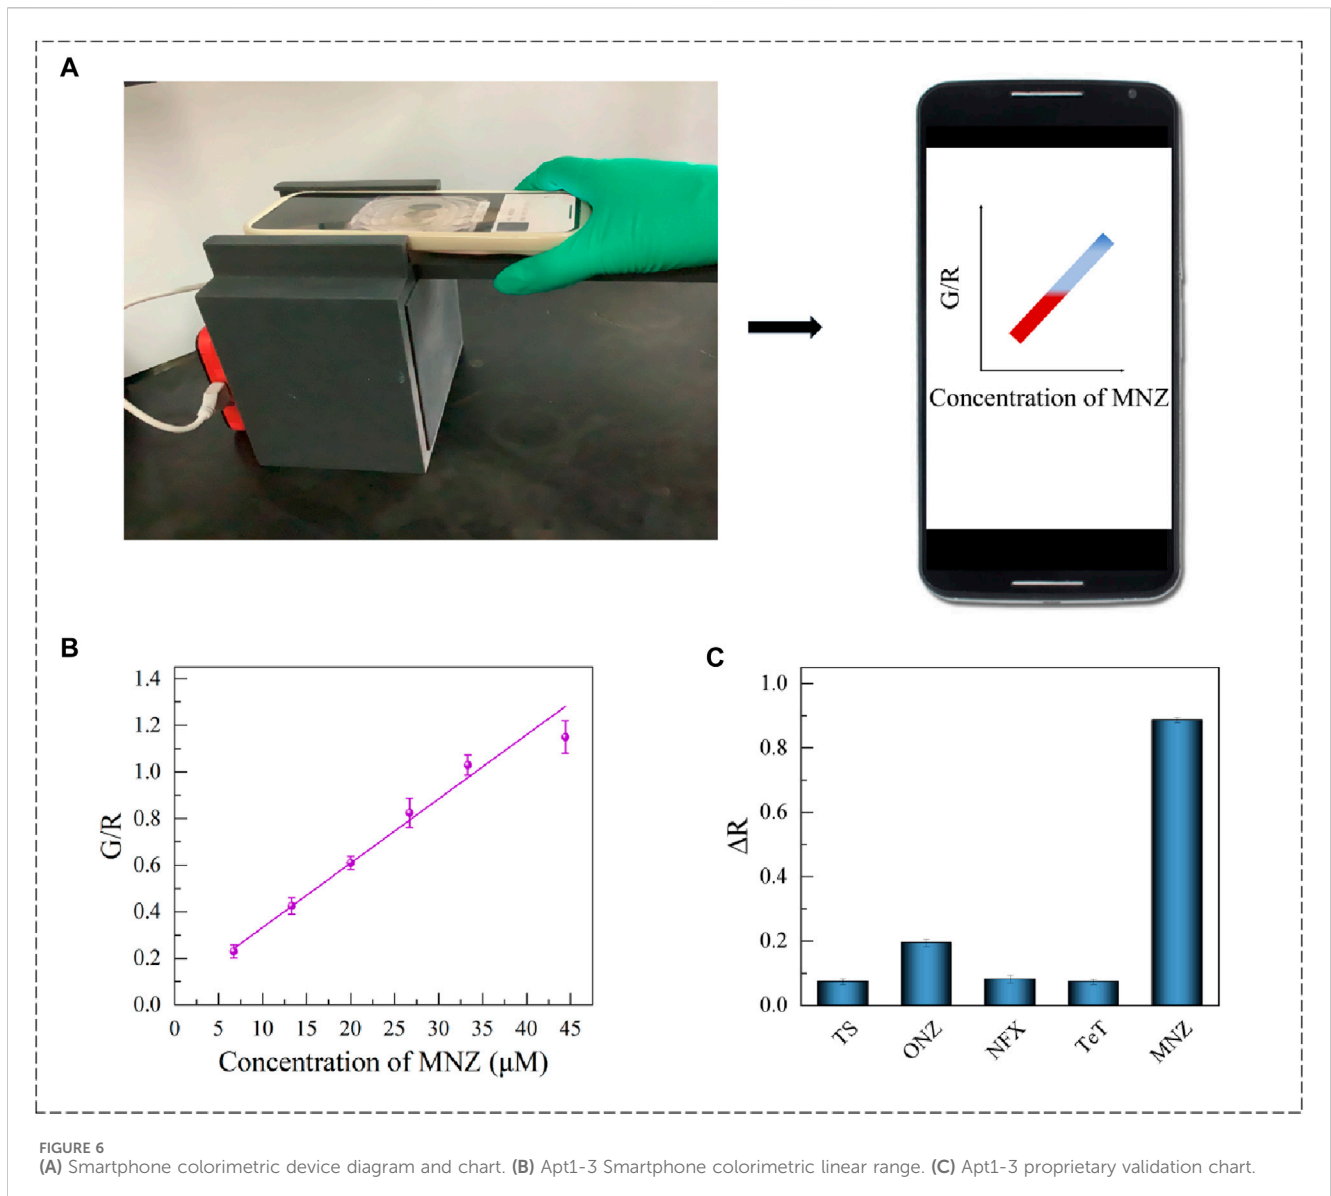 A
G/R
Concentration of MNZ
B
1.4
1.2
1.0
0.8
0.6
0.4
0.2
0.0
G/R
0 5 10 15 20 25 30 35 40 45
Concentration of MNZ (μM)
C
1.0
0.8
0.6
0.4
0.2
0.0
ΔR
TS ONZ NFX TeT MNZ
FIGURE 6
(A) Smartphone colorimetric device diagram and chart. (B) Apt1-3 Smartphone colorimetric linear range. (C) Apt1-3 proprietary validation chart.